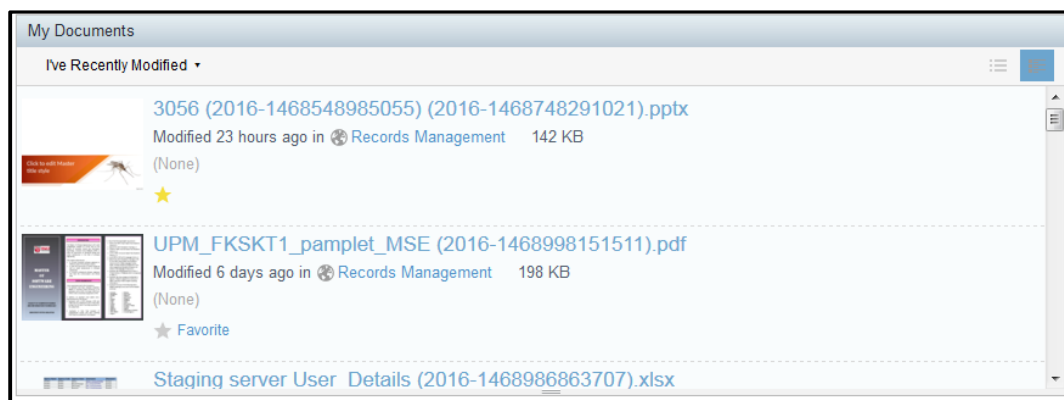 My Documents
I've Recently Modified
3056 (2016-1468548985055) (2016-1468748291021).pptx
Modified 23 hours ago in Records Management 142 KB
(None)
Click to edit Master
title style
UPM_FKSKT1_pamplet_MSE (2016-1468998151511).pdf
Modified 6 days ago in Records Management 198 KB
(None)
Favorite
Staging server User_Details (2016-1468986863707).xlsx